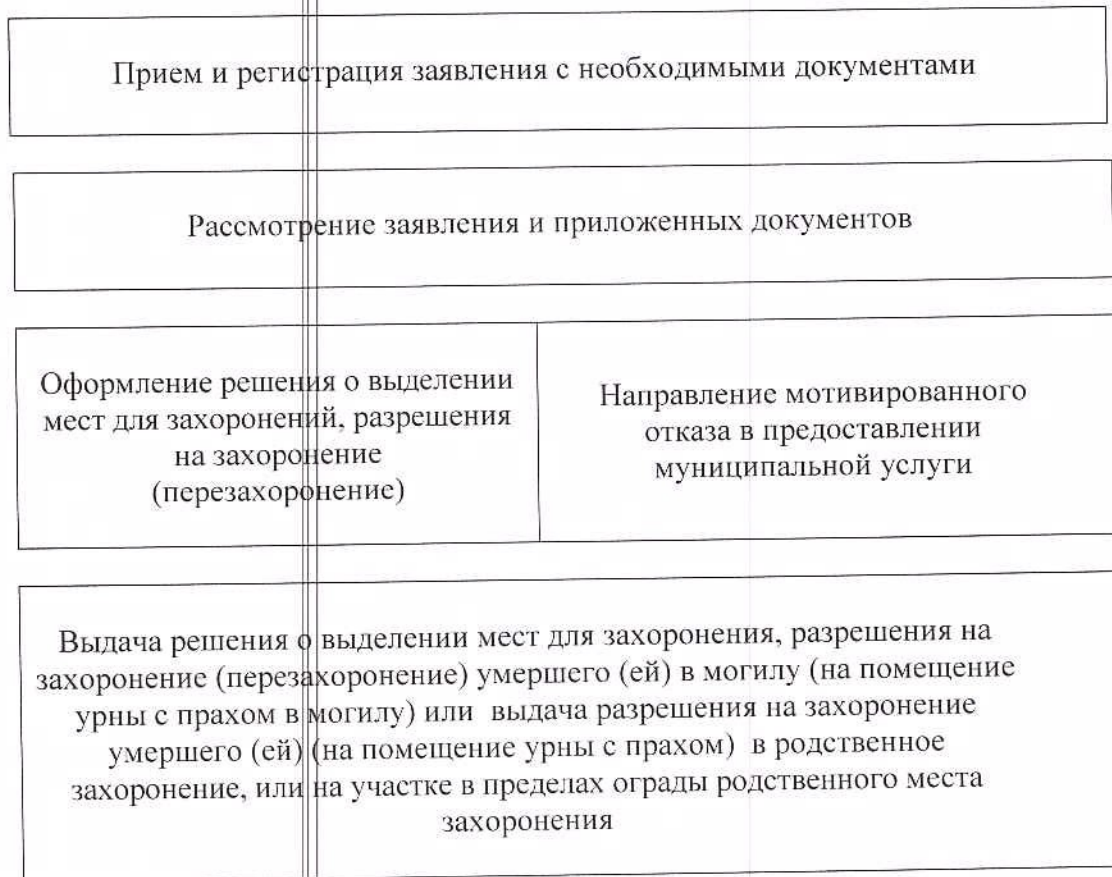 Прием и регистрация заявления с необходимыми документами
Рассмотрение заявления и приложенных документов
Оформление решения о выделении
мест для захоронений, разрешения
на захоронение
(перезахоронение)
Направление мотивированного
отказа в предоставлении
муниципальной услуги
Выдача решения о выделении мест для захоронения, разрешения на
захоронение (перезахоронение) умершего (ей) в могилу (на помещение
урны с прахом в могилу) или выдача разрешения на захоронение
умершего (ей) (на помещение урны с прахом) в родственное
захоронение, или на участке в пределах ограды родственного места
захоронения